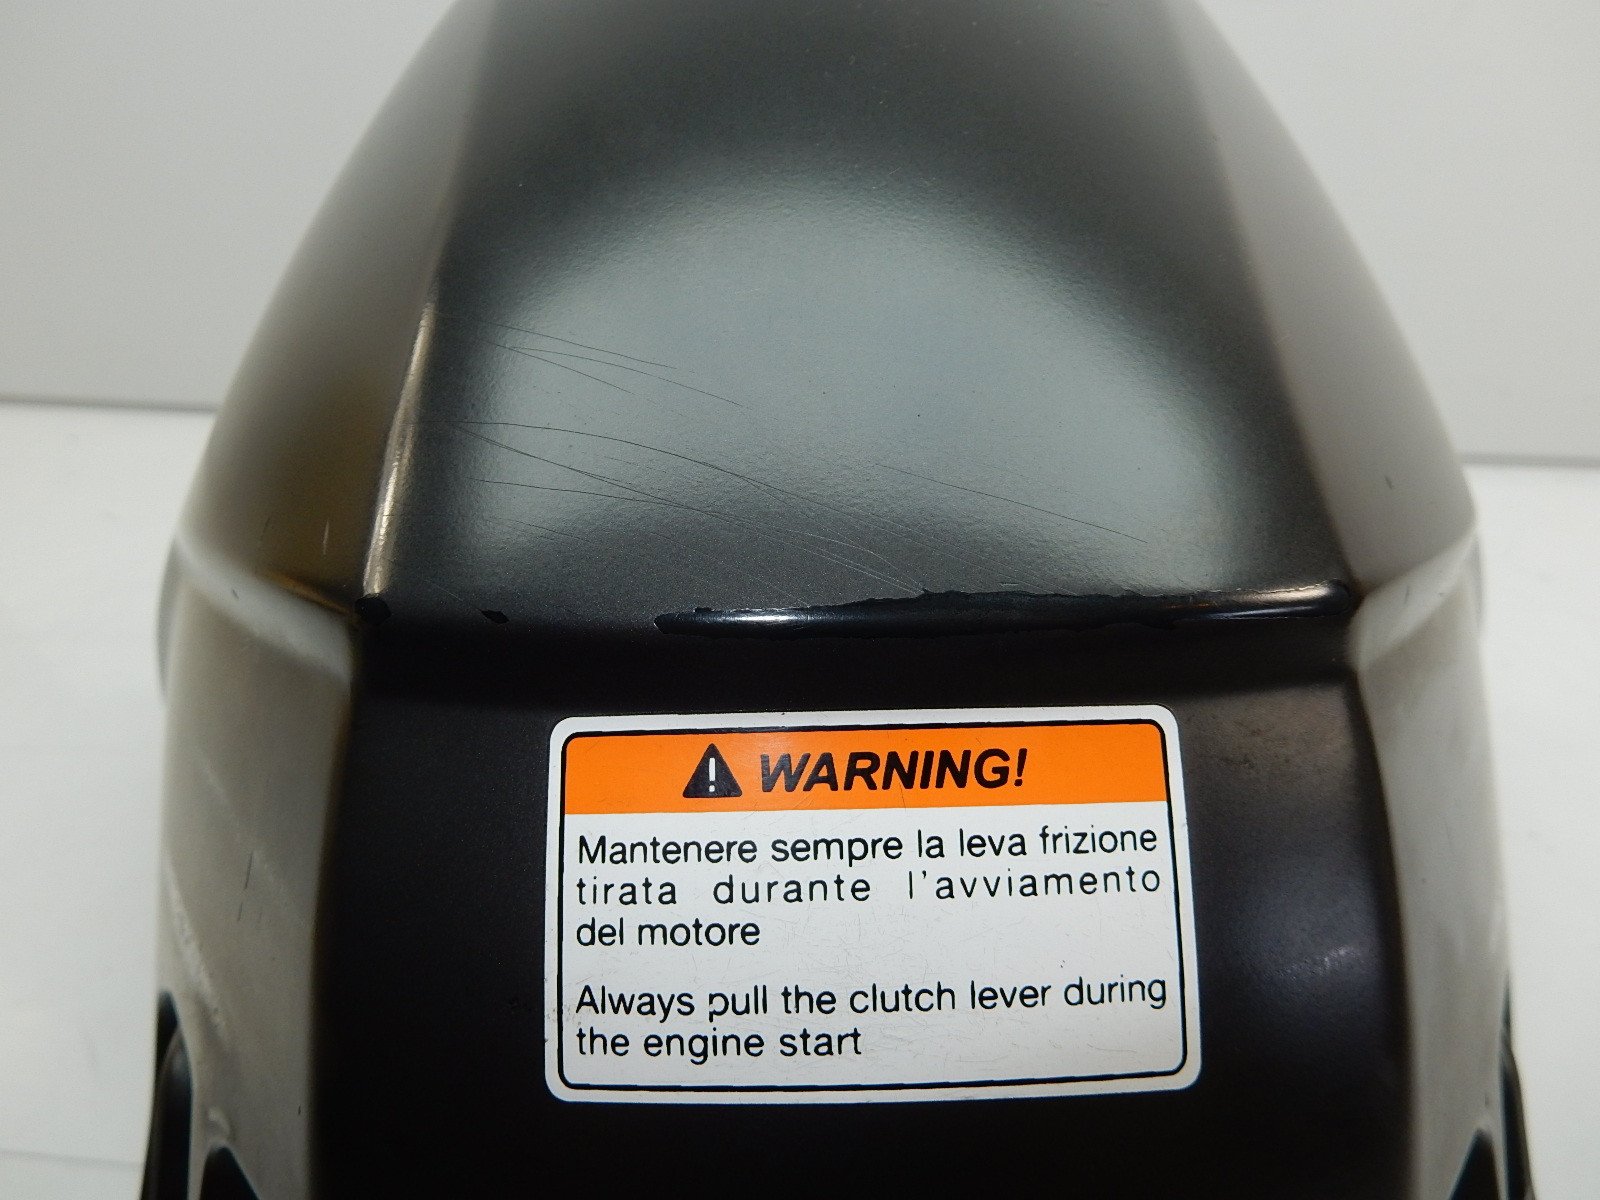 WARNING!
Mantenere sempre la leva frizione
tirata durante l'avviamento
del motore
Always pull the clutch lever during
the engine start